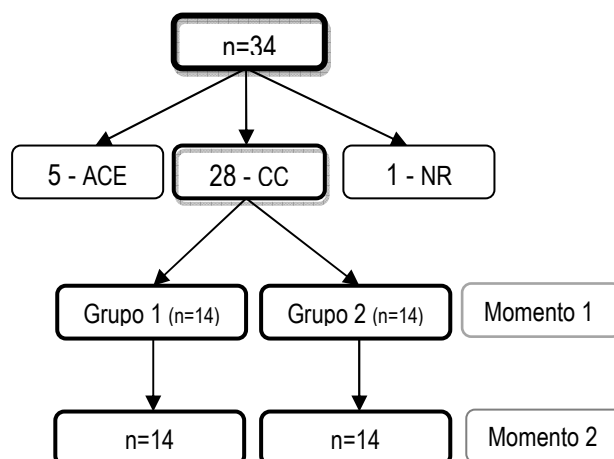 n=34
5 - ACE
28 - CC
1 - NR
Grupo 1 (n=14)
Grupo 2 (n=14)
Momento 1
n=14
n=14
Momento 2